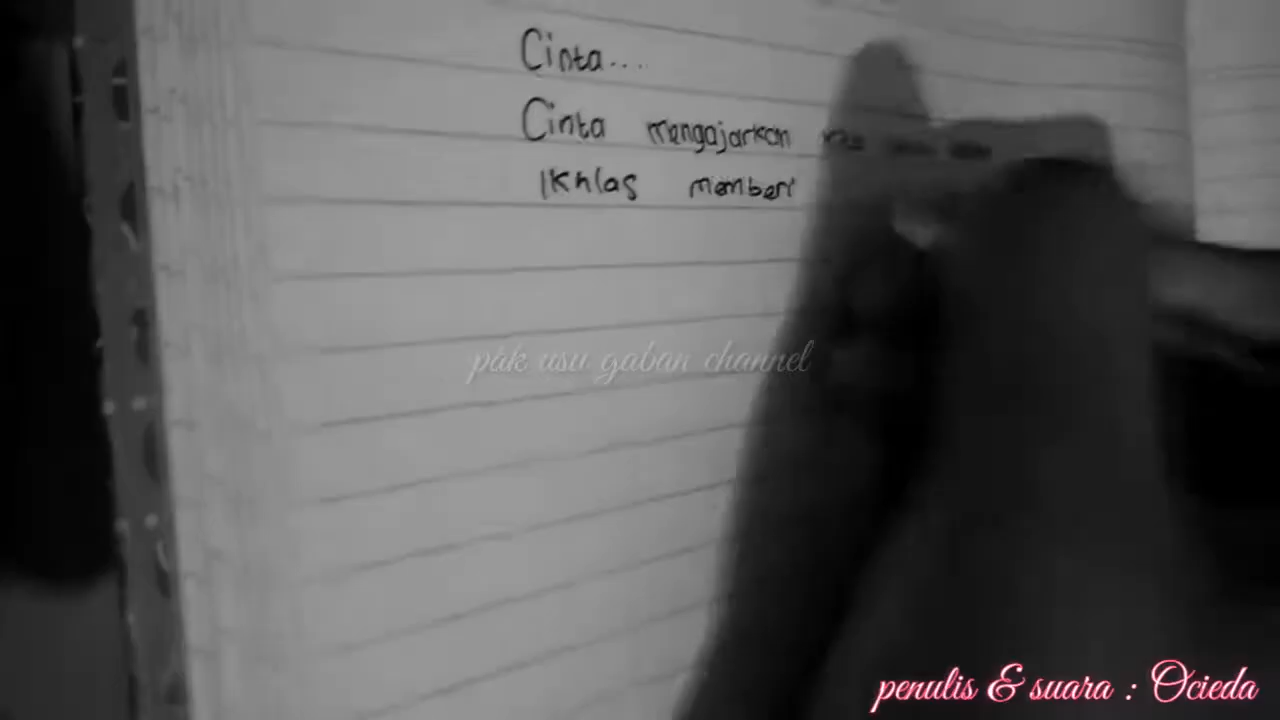 Cinta....
Cinta mengajarkan
Ikhlas memberi
pak usu gaban channel
penulis & suara : Ocieda